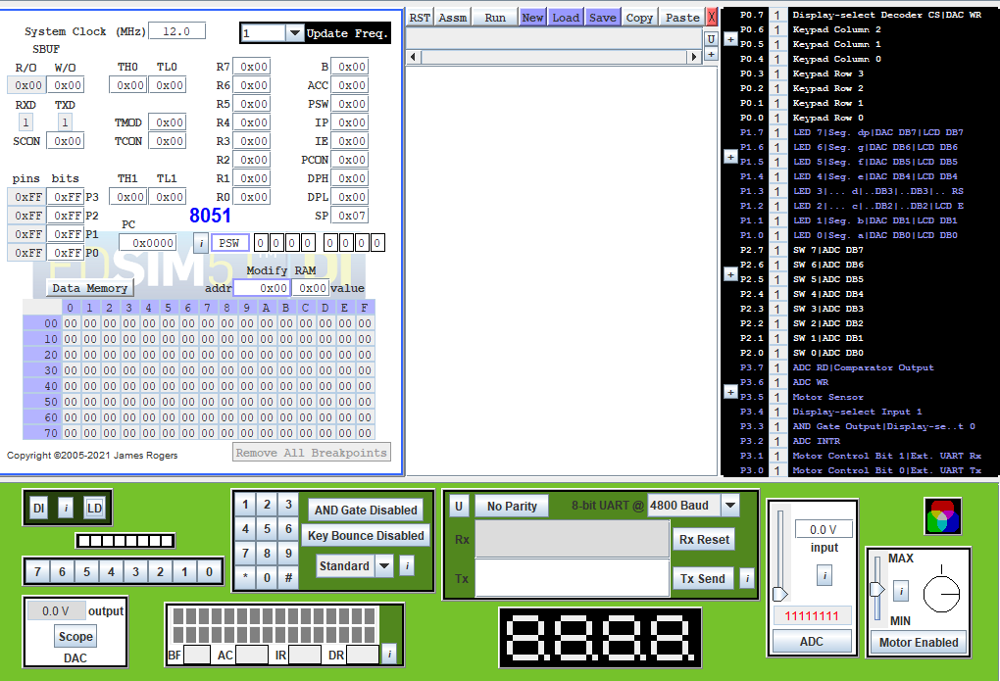 System Clock (MHz) 12.0 1 Update Freq.
SBUF
R/O W/O TH0 TL0 R7 0x00 B 0x00
0x00 0x00 0x00 0x00 R6 0x00 ACC 0x00
RXD TXD R5 0x00 PSW 0x00
1 1 TMOD 0x00 R4 0x00 IP 0x00
SCON 0x00 TCON 0x00 R3 0x00 IE 0x00
R2 0x00 PCON 0x00
pins bits TH1 TL1 R1 0x00 DPH 0x00
0xFF 0xFF P3 0x00 0x00 R0 0x00 DPL 0x00
0xFF 0xFF P2 8051 SP 0x07
0xFF 0xFF P1 PC
0xFF 0xFF P0 0x0000 i PSW 0 0 0 0 0 0 0 0
EDSIM51 DI
TM
Modify RAM
Data Memory addr 0x00 0x00 value
0 1 2 3 4 5 6 7 8 9 A B C D E F
00 00 00 00 00 00 00 00 00 00 00 00 00 00 00 00 00
10 00 00 00 00 00 00 00 00 00 00 00 00 00 00 00 00
20 00 00 00 00 00 00 00 00 00 00 00 00 00 00 00 00
30 00 00 00 00 00 00 00 00 00 00 00 00 00 00 00 00
40 00 00 00 00 00 00 00 00 00 00 00 00 00 00 00 00
50 00 00 00 00 00 00 00 00 00 00 00 00 00 00 00 00
60 00 00 00 00 00 00 00 00 00 00 00 00 00 00 00 00
70 00 00 00 00 00 00 00 00 00 00 00 00 00 00 00 00
Copyright ©2005-2021 James Rogers Remove All Breakpoints
RST Assm Run New Load Save Copy Paste X
U
+
+
+
+
+
P0.7 1 Display-select Decoder CS|DAC WR
P0.6 1 Keypad Column 2
P0.5 1 Keypad Column 1
P0.4 1 Keypad Column 0
P0.3 1 Keypad Row 3
P0.2 1 Keypad Row 2
P0.1 1 Keypad Row 1
P0.0 1 Keypad Row 0
P1.7 1 LED 7|Seg. dp|DAC DB7|LCD DB7
P1.6 1 LED 6|Seg. g|DAC DB6|LCD DB6
P1.5 1 LED 5|Seg. f|DAC DB5|LCD DB5
P1.4 1 LED 4|Seg. e|DAC DB4|LCD DB4
P1.3 1 LED 3|... d|..DB3|..DB3|.. RS
P1.2 1 LED 2|... c|..DB2|..DB2|LCD E
P1.1 1 LED 1|Seg. b|DAC DB1|LCD DB1
P1.0 1 LED 0|Seg. a|DAC DB0|LCD DB0
P2.7 1 SW 7|ADC DB7
P2.6 1 SW 6|ADC DB6
P2.5 1 SW 5|ADC DB5
P2.4 1 SW 4|ADC DB4
P2.3 1 SW 3|ADC DB3
P2.2 1 SW 2|ADC DB2
P2.1 1 SW 1|ADC DB1
P2.0 1 SW 0|ADC DB0
P3.7 1 ADC RD|Comparator Output
P3.6 1 ADC WR
P3.5 1 Motor Sensor
P3.4 1 Display-select Input 1
P3.3 1 AND Gate Output|Display-se..t 0
P3.2 1 ADC INTR
P3.1 1 Motor Control Bit 1|Ext. UART Rx
P3.0 1 Motor Control Bit 0|Ext. UART Tx
DI i LD
7 6 5 4 3 2 1 0
0.0 V output
Scope
DAC
1 2 3 AND Gate Disabled
4 5 6 Key Bounce Disabled
7 8 9 Standard i
* 0 #
BF AC IR DR i
U No Parity 8-bit UART @ 4800 Baud
Rx Rx Reset
Tx Tx Send i
8.8.8.8.
0.0 V
input
i
11111111
ADC
MAX
i
MIN
Motor Enabled